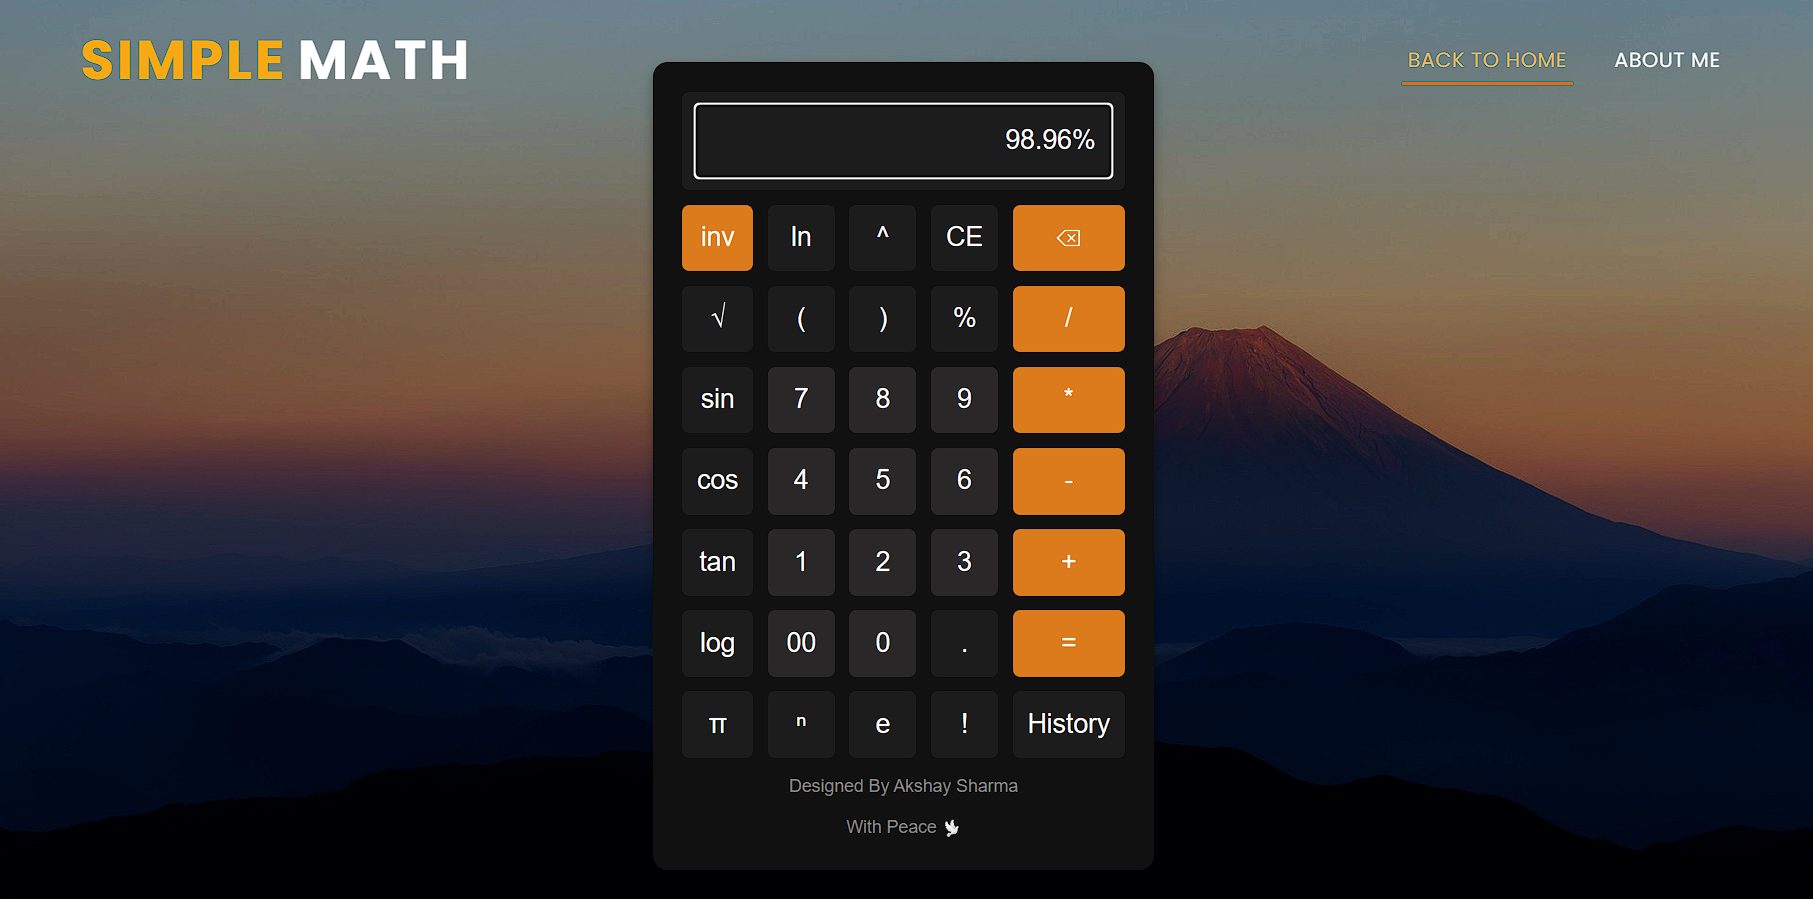 SIMPLE MATH
BACK TO HOME ABOUT ME
98.96%
inv ln ^ CE ⌫
√ ( ) % /
sin 7 8 9 *
cos 4 5 6 -
tan 1 2 3 +
log 00 0 . =
π ⁿ e ! History
Designed By Akshay Sharma
With Peace 🕊